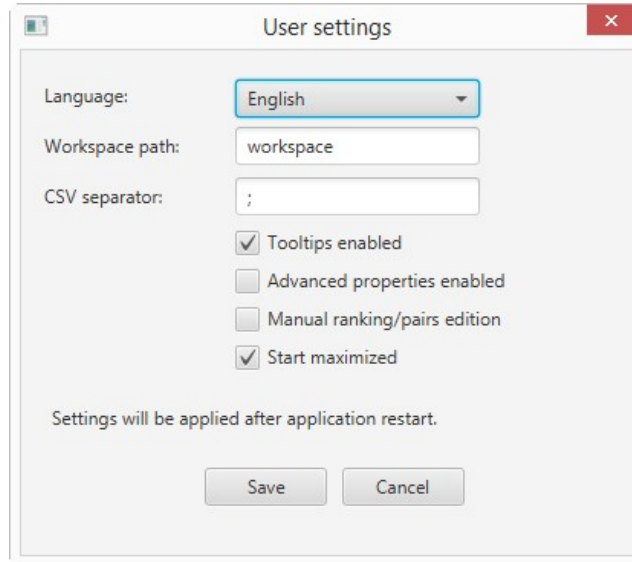 User settings
Language: English
Workspace path: workspace
CSV separator: ;
Tooltips enabled
Advanced properties enabled
Manual ranking/pairs edition
Start maximized
Settings will be applied after application restart.
Save Cancel